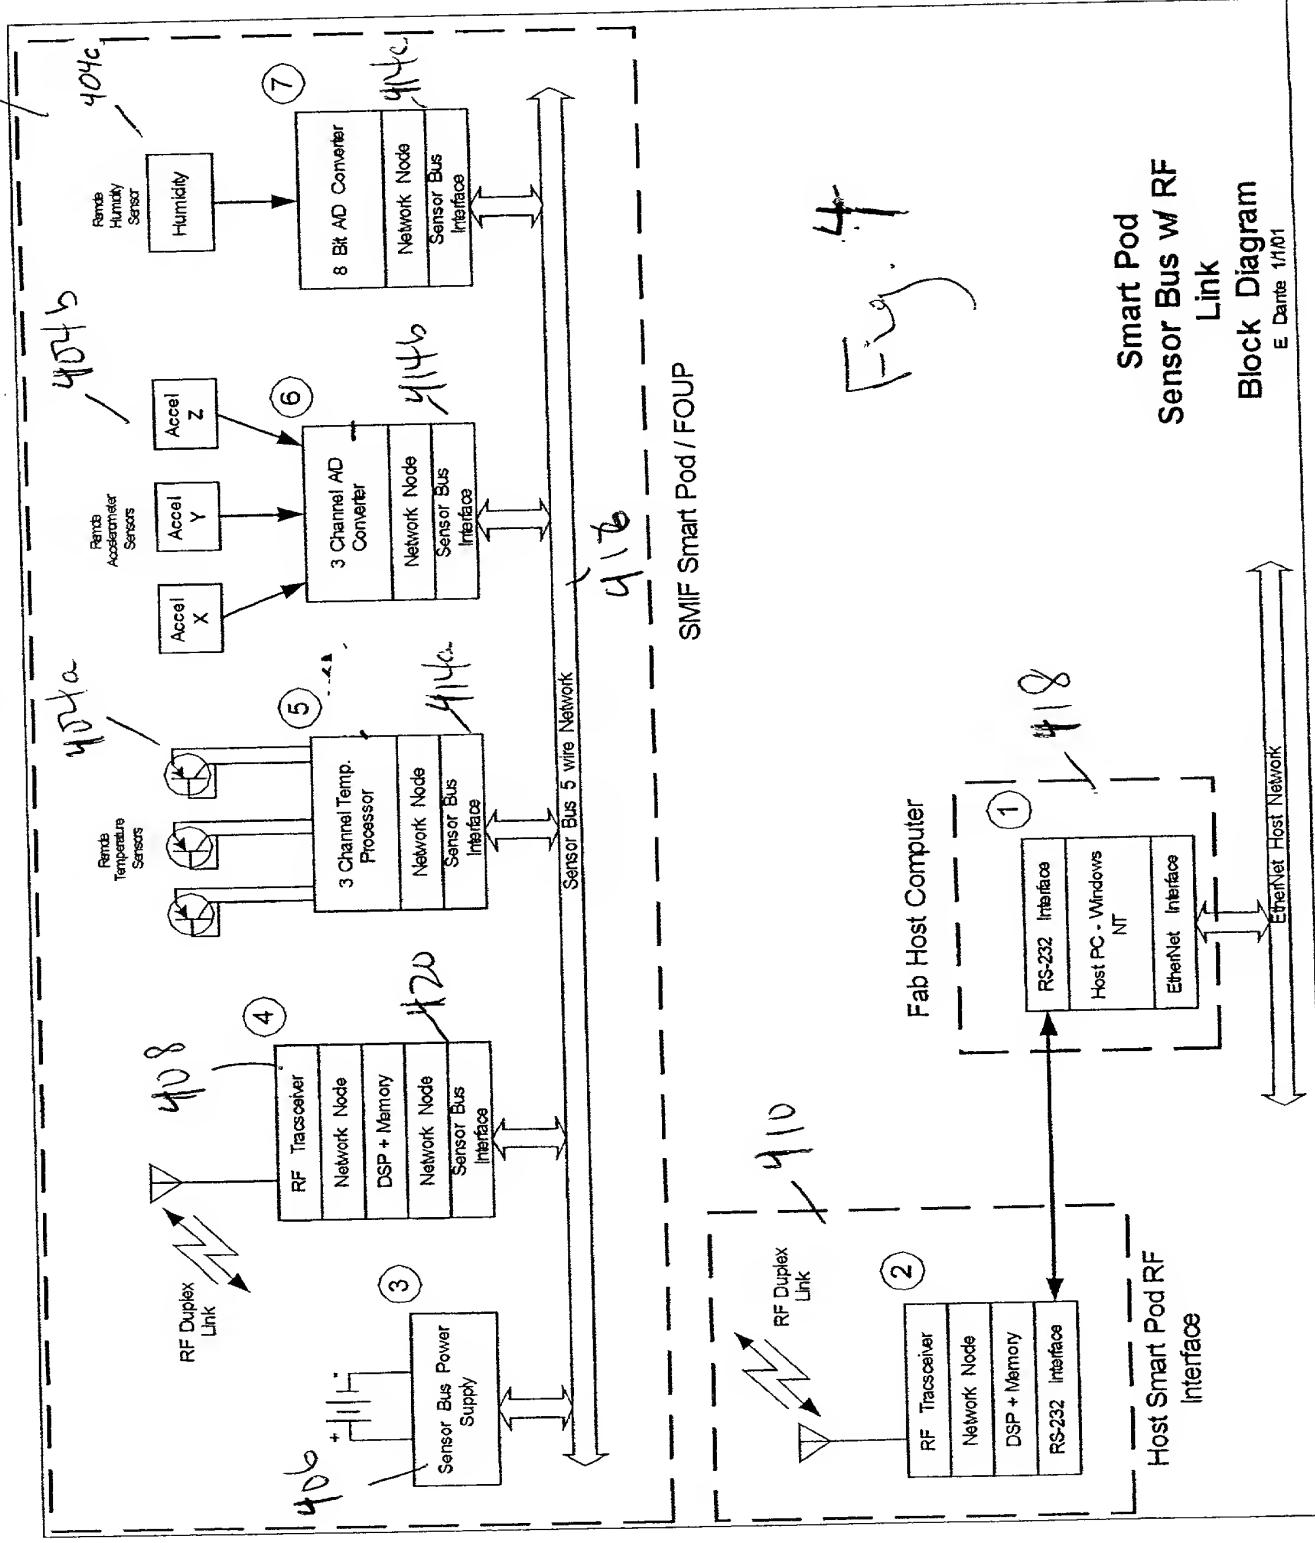 404c
Remote
Humidity
Sensor
Humidity
7
414c
8 Bit A/D Converter
Network Node
Sensor Bus
Interface
404b
Remote
Accelerometer
Sensors
Accel
X
Accel
Y
Accel
Z
6
414b
3 Channel A/D
Converter
Network Node
Sensor Bus
Interface
404a
Remote
Temperature
Sensors
5
414a
3 Channel Temp.
Processor
Network Node
Sensor Bus
Interface
408
4
420
RF Tracsceiver
Network Node
DSP + Memory
Network Node
Sensor Bus
Interface
RF Duplex
Link
406
+ -
3
Sensor Bus Power
Supply
Sensor Bus 5 wire Network
416
SMIF Smart Pod / FOUP
410
RF Duplex
Link
2
RF Tracsceiver
Network Node
DSP + Memory
RS-232 Interface
Host Smart Pod RF
Interface
Fab Host Computer
418
1
RS-232 Interface
Host PC - Windows
NT
EtherNet Interface
EtherNet Host Network
Fig. 4
Smart Pod
Sensor Bus w/ RF
Link
Block Diagram
E Dante 1/1/01